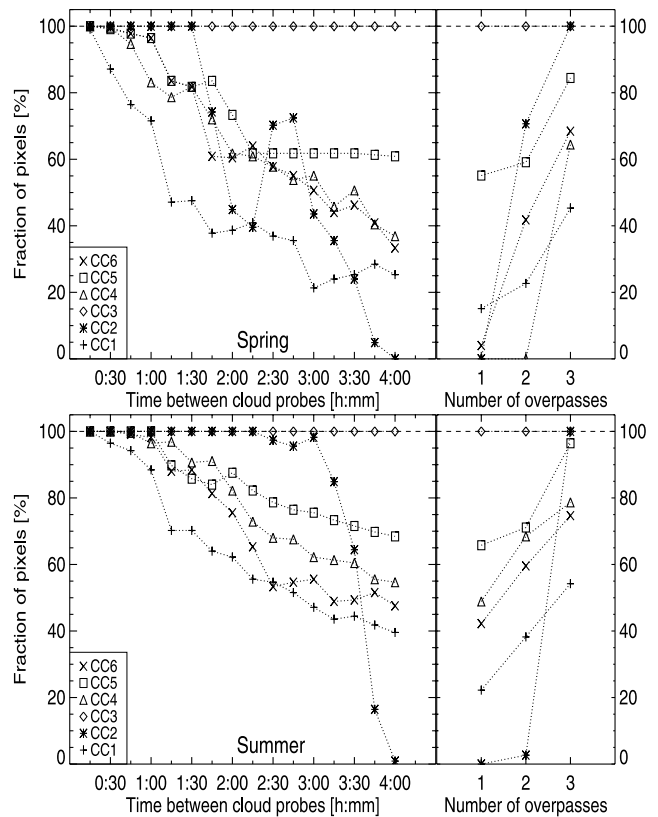 100
80
60
40
20
0
Fraction of pixels [%]
CC6
CC5
CC4
CC3
CC2
CC1
Spring
0:30 1:00 1:30 2:00 2:30 3:00 3:30 4:00
Time between cloud probes [h:mm]
100
80
60
40
20
0
1 2 3
Number of overpasses
100
80
60
40
20
0
Fraction of pixels [%]
CC6
CC5
CC4
CC3
CC2
CC1
Summer
0:30 1:00 1:30 2:00 2:30 3:00 3:30 4:00
Time between cloud probes [h:mm]
100
80
60
40
20
0
1 2 3
Number of overpasses